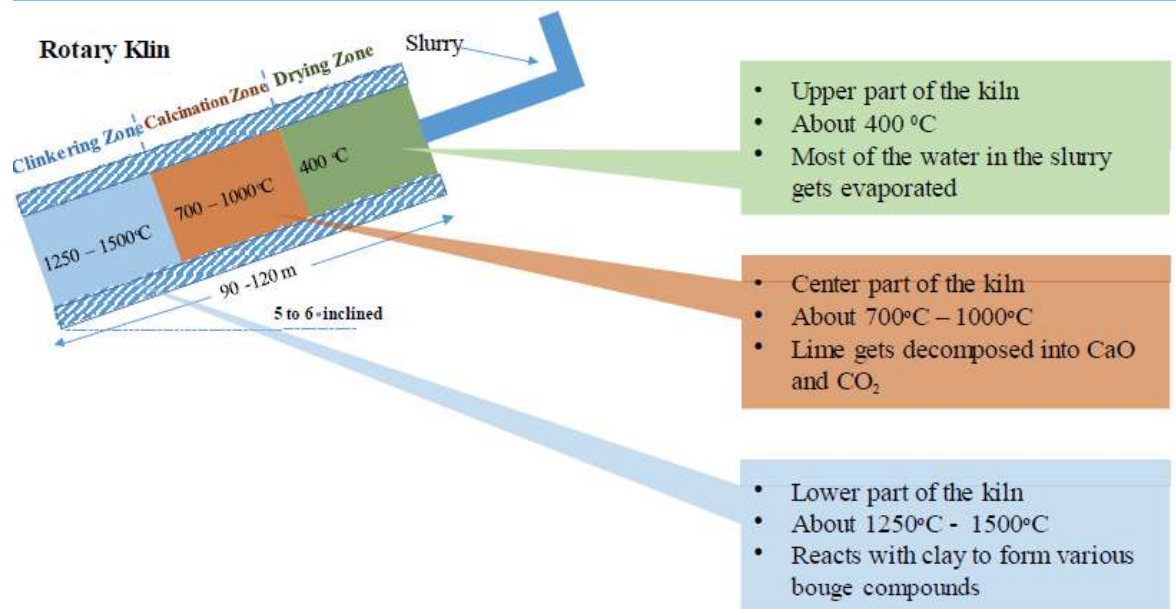 Rotary Klin
Slurry
Clinkering Zone
Calcination Zone
Drying Zone
1250 – 1500°C
700 – 1000°C
400 °C
90 -120 m
5 to 6 ∘ inclined
• Upper part of the kiln
• About 400 ⁰C
• Most of the water in the slurry
gets evaporated
• Center part of the kiln
• About 700°C – 1000°C
• Lime gets decomposed into CaO
and CO₂
• Lower part of the kiln
• About 1250°C - 1500°C
• Reacts with clay to form various
bouge compounds